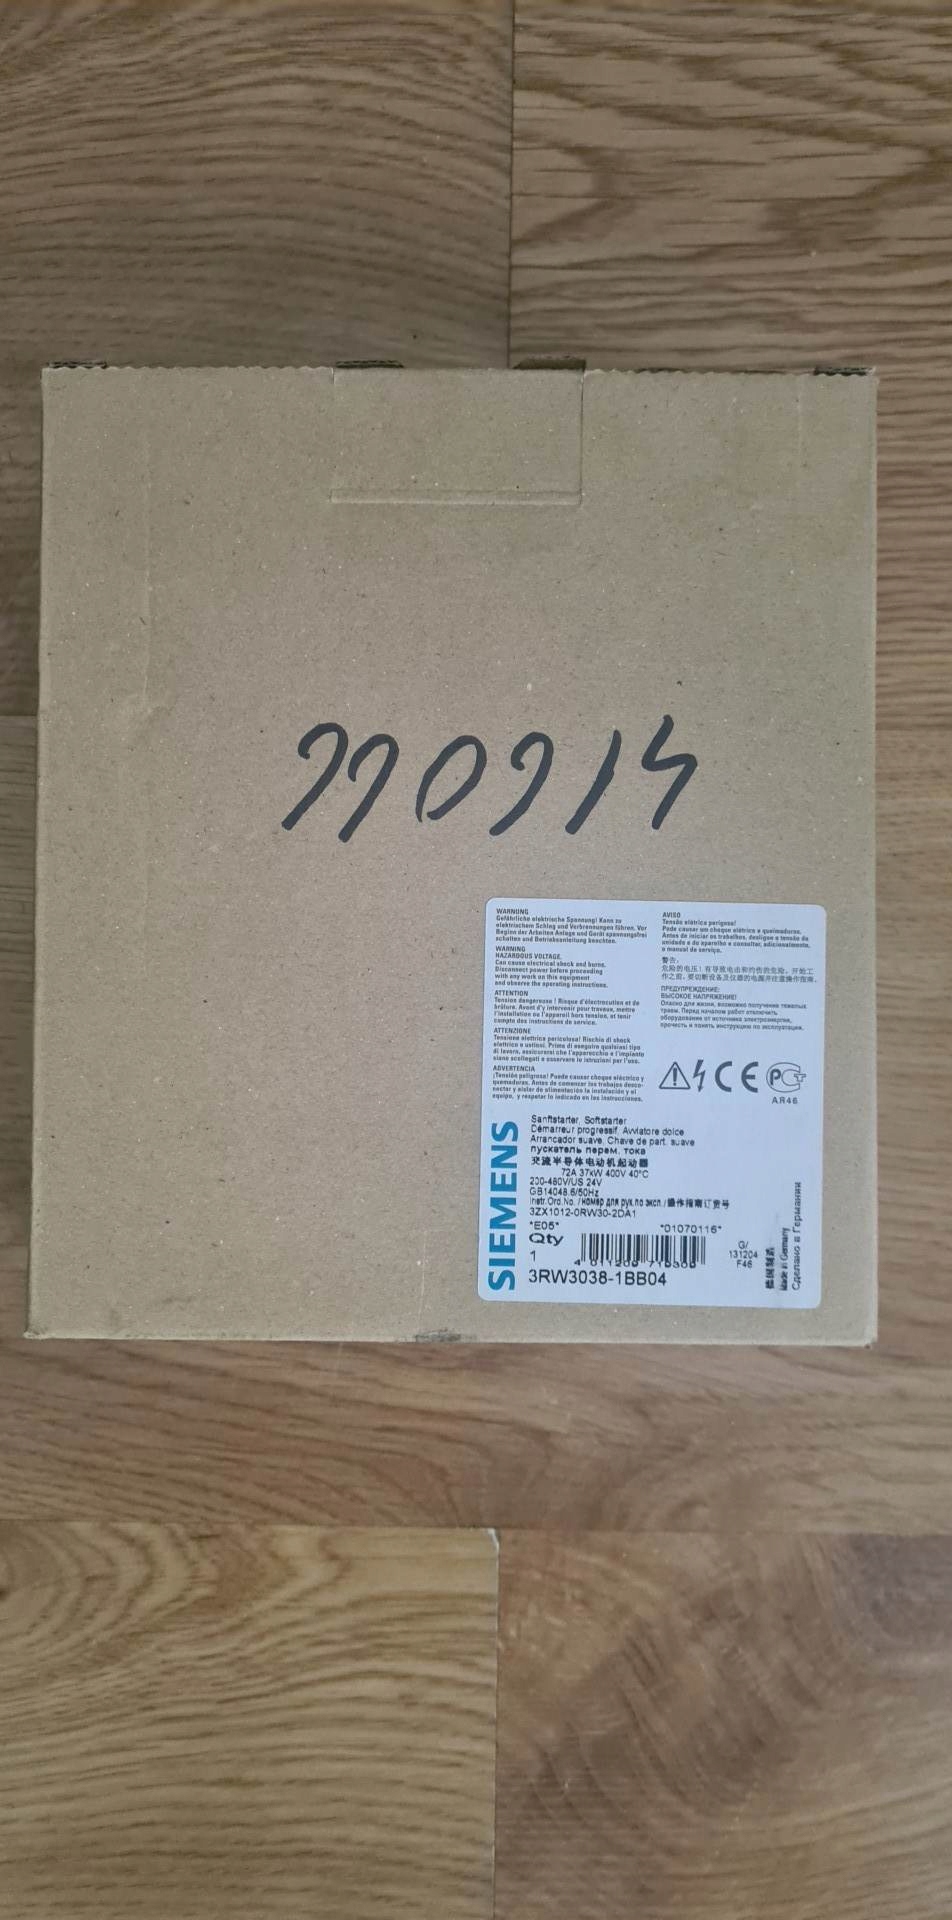 220914
WARNUNG
Gefährliche elektrische Spannung! Kann zu
elektrischem Schlag und Verbrennungen führen. Vor
Beginn der Arbeiten Anlage und Gerät spannungsfrei
schalten und Betriebsanleitung beachten.
WARNING
HAZARDOUS VOLTAGE.
Can cause electrical shock and burns.
Disconnect power before proceeding
with any work on this equipment
and observe the operating instructions.
ATTENTION
Tension dangereuse ! Risque d'électrocution et de
brûlure. Avant d'y intervenir pour travaux, mettre
l'installation ou l'appareil hors tension, et tenir
compte des instructions de service.
ATTENZIONE
Tensione elettrica pericolosa! Rischio di shock
elettrico e ustioni. Prima di eseguire qualsiasi tipo
di lavoro, assicurarsi che l'apparecchio e l'impianto
siano scollegati e osservare le istruzioni per l'uso.
ADVERTENCIA
¡Tensión peligrosa! Puede causar choque eléctrico y
quemaduras. Antes de comenzar los trabajos desco-
nectar y aislar de alimentación la instalación y el
equipo, y respetar lo indicado en las instrucciones.
AVISO
Tensão elétrica perigosa!
Pode causar um choque elétrico e queimaduras.
Antes de iniciar os trabalhos, desligue a tensão da
unidade e do aparelho e consultar, adicionalmente,
o manual de serviço.
警告:
危险的电压!有导致电击和灼伤的危险。开始工
作之前,要切断设备及仪器的电源并注意操作指南。
ПРЕДУПРЕЖДЕНИЕ:
ВЫСОКОЕ НАПРЯЖЕНИЕ!
Опасно для жизни, возможно получение тяжелых
травм. Перед началом работ отключить
оборудование от источника электроэнергии,
прочесть и понять инструкцию по эксплуатации.
CE PCT
AR46
SIEMENS
Sanftstarter, Softstarter
Démarreur progressif, Avviatore dolce
Arrancador suave, Chave de part. suave
пускатель перем. тока
交流半导体电动机起动器
72A 37kW 400V 40°C
200-480V/US 24V
GB14048.6/50Hz
Instr.Ord.No. /номер для рук.по эксп./操作指南订货号
3ZX1012-0RW30-2DA1
*E05* *01070116*
Qty
1
3RW3038-1BB04
G/
131204
F46
德国制造
Made in Germany
Сделано в Германии